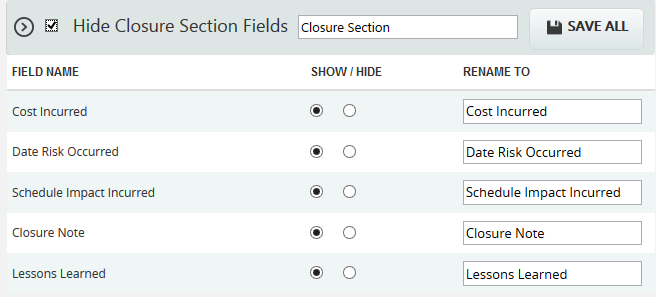 Hide Closure Section Fields Closure Section SAVE ALL
FIELD NAME SHOW / HIDE RENAME TO
Cost Incurred Cost Incurred
Date Risk Occurred Date Risk Occurred
Schedule Impact Incurred Schedule Impact Incurred
Closure Note Closure Note
Lessons Learned Lessons Learned